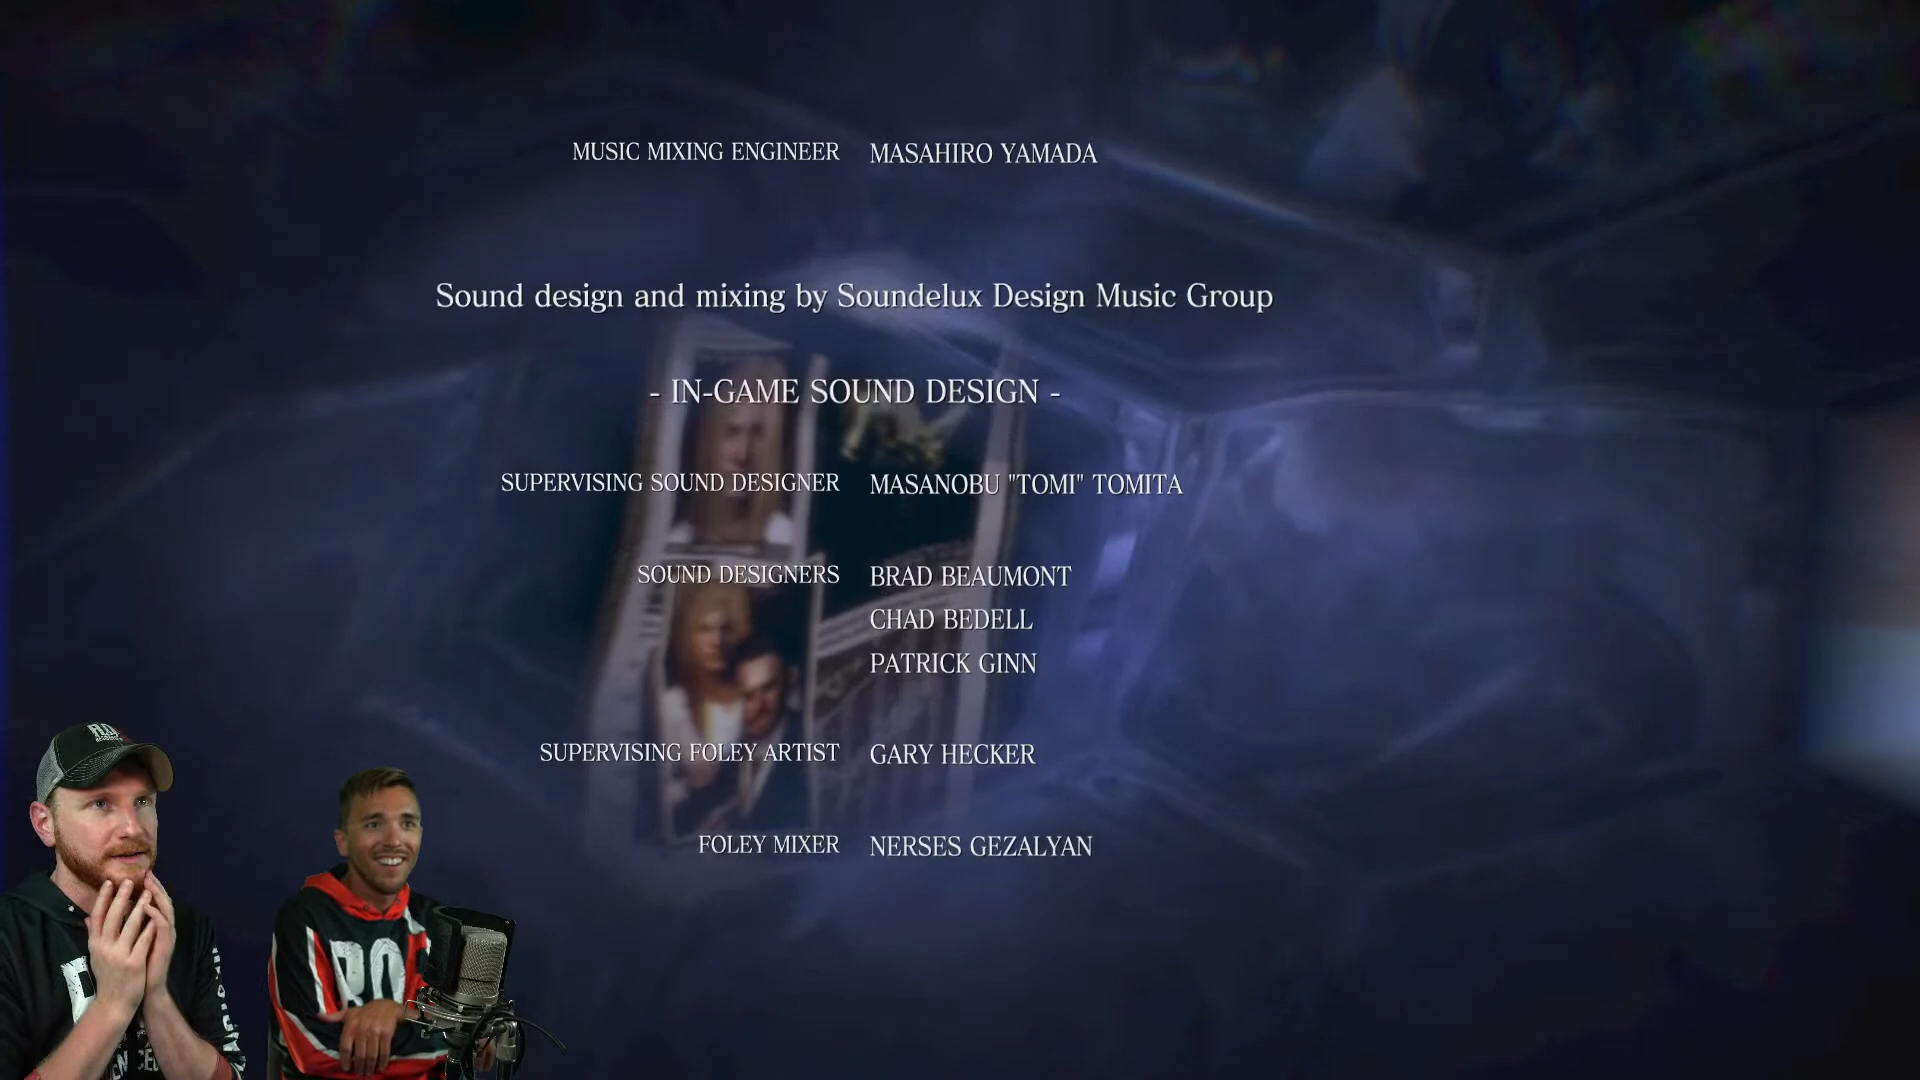 MUSIC MIXING ENGINEER MASAHIRO YAMADA
Sound design and mixing by Soundelux Design Music Group
- IN-GAME SOUND DESIGN -
SUPERVISING SOUND DESIGNER MASANOBU "TOMI" TOMITA
SOUND DESIGNERS BRAD BEAUMONT
CHAD BEDELL
PATRICK GINN
SUPERVISING FOLEY ARTIST GARY HECKER
FOLEY MIXER NERSES GEZALYAN